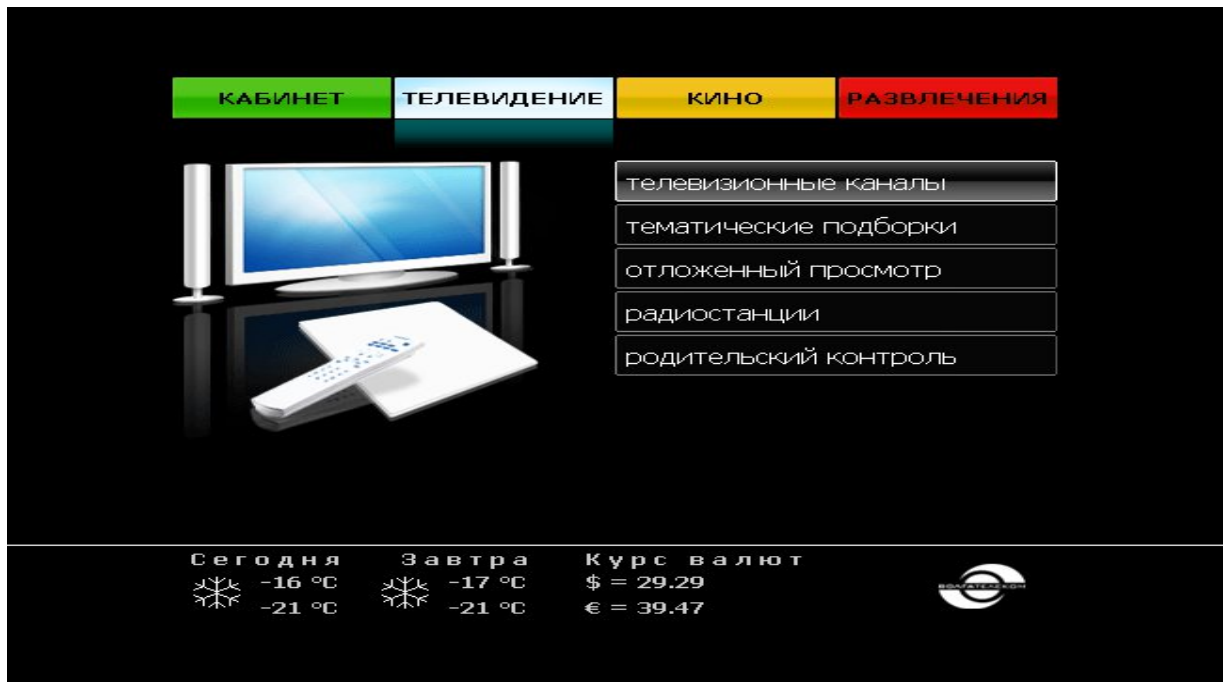 КАБИНЕТ ТЕЛЕВИДЕНИЕ КИНО РАЗВЛЕЧЕНИЯ
телевизионные каналы
тематические подборки
отложенный просмотр
радиостанции
родительский контроль
Сегодня Завтра Курс валют
-16 °C -17 °C $ = 29.29
-21 °C -21 °C € = 39.47
ВОЛГАТЕЛЕКОМ